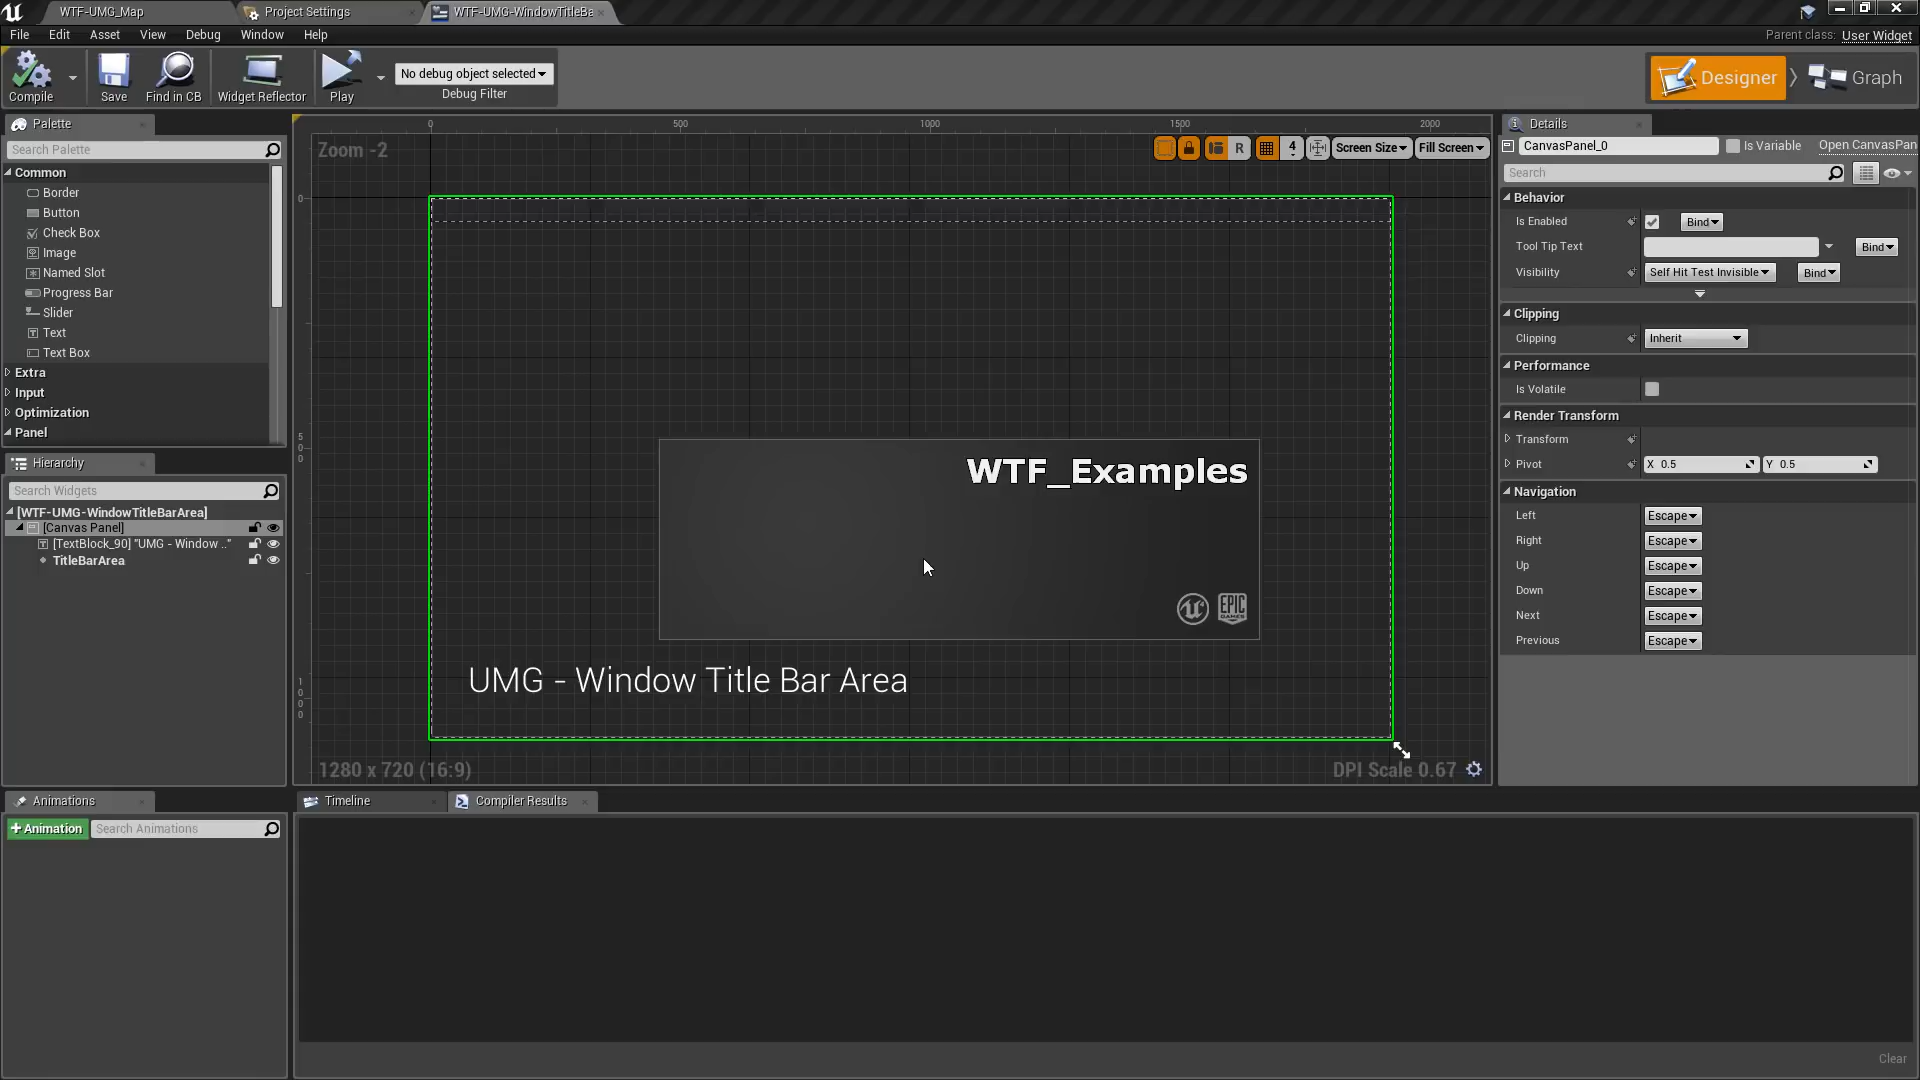 WTF-UMG_Map
Project Settings
WTF-UMG-WindowTitleBa
File Edit Asset View Debug Window Help
Parent class: User Widget
Compile
Save
Find in CB
Widget Reflector
Play
No debug object selected
Debug Filter
Designer
Graph
Palette
Search Palette
Common
Border
Button
Check Box
Image
Named Slot
Progress Bar
Slider
Text
Text Box
Extra
Input
Optimization
Panel
Hierarchy
Search Widgets
[WTF-UMG-WindowTitleBarArea]
[Canvas Panel]
[TextBlock_90] "UMG - Window .."
TitleBarArea
Animations
+Animation
Search Animations
0 500 1000 1500 2000
Zoom -2
R
4
Screen Size
Fill Screen
0
500
1000
WTF_Examples
EPIC GAMES
UMG - Window Title Bar Area
1280 x 720 (16:9)
DPI Scale 0.67
Timeline
Compiler Results
Clear
Details
CanvasPanel_0
Is Variable
Open CanvasPan
Search
Behavior
Is Enabled
Bind
Tool Tip Text
Bind
Visibility
Self Hit Test Invisible
Bind
Clipping
Clipping
Inherit
Performance
Is Volatile
Render Transform
Transform
Pivot
X 0.5
Y 0.5
Navigation
Left
Escape
Right
Escape
Up
Escape
Down
Escape
Next
Escape
Previous
Escape